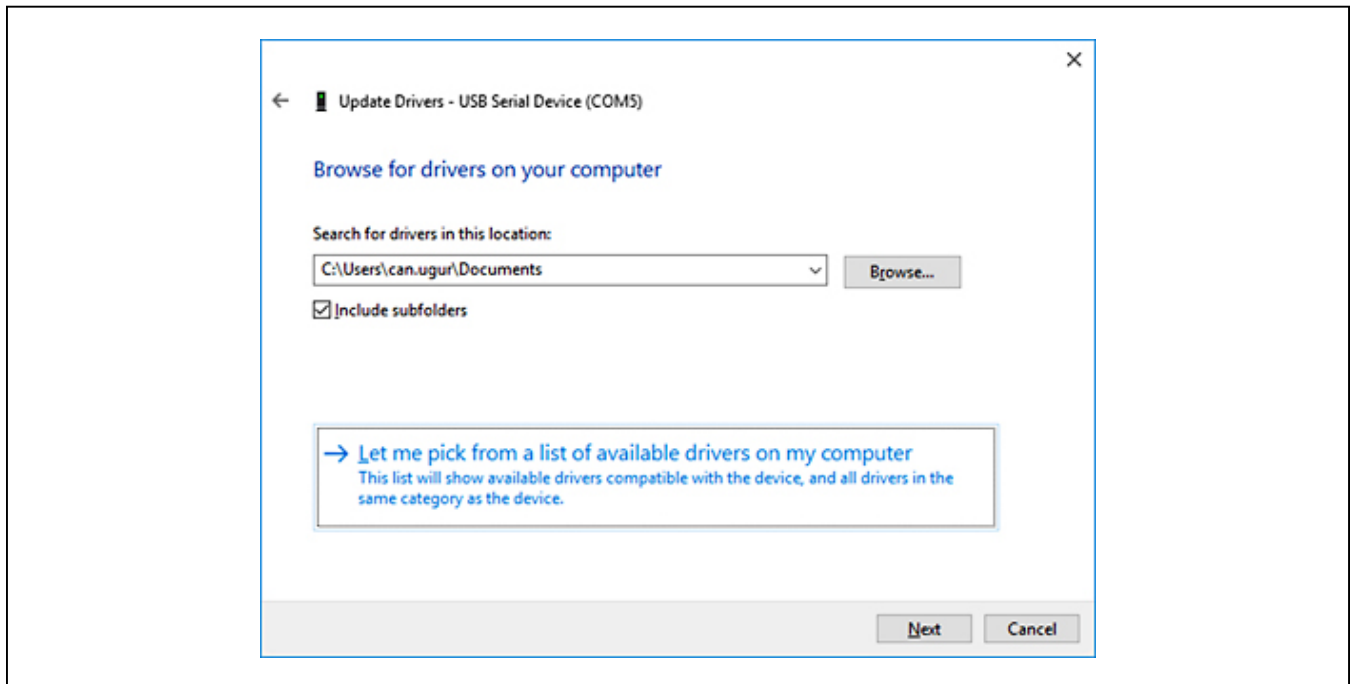 Update Drivers - USB Serial Device (COM5)
Browse for drivers on your computer
Search for drivers in this location:
C:\Users\can.ugur\Documents
Browse...
Include subfolders
Let me pick from a list of available drivers on my computer
This list will show available drivers compatible with the device, and all drivers in the
same category as the device.
Next
Cancel